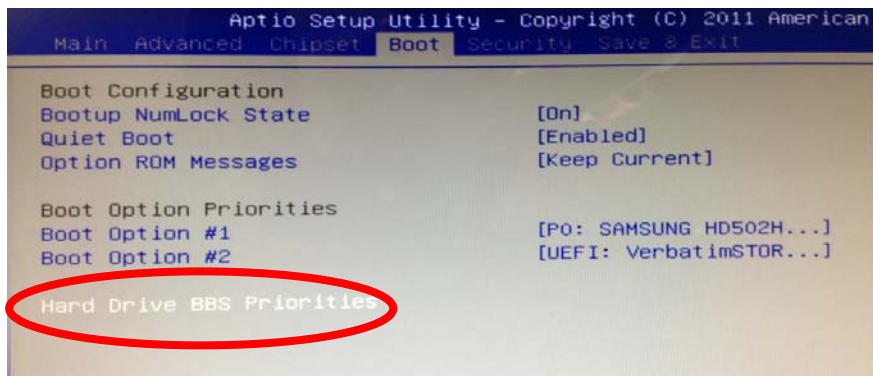 Aptio Setup Utility - Copyright (C) 2011 American
Main Advanced Chipset Boot Security Save & Exit
Boot Configuration
Bootup NumLock State [On]
Quiet Boot [Enabled]
Option ROM Messages [Keep Current]
Boot Option Priorities
Boot Option #1 [PO: SAMSUNG HD502H...]
Boot Option #2 [UEFI: VerbatimSTOR...]
Hard Drive BBS Priorities